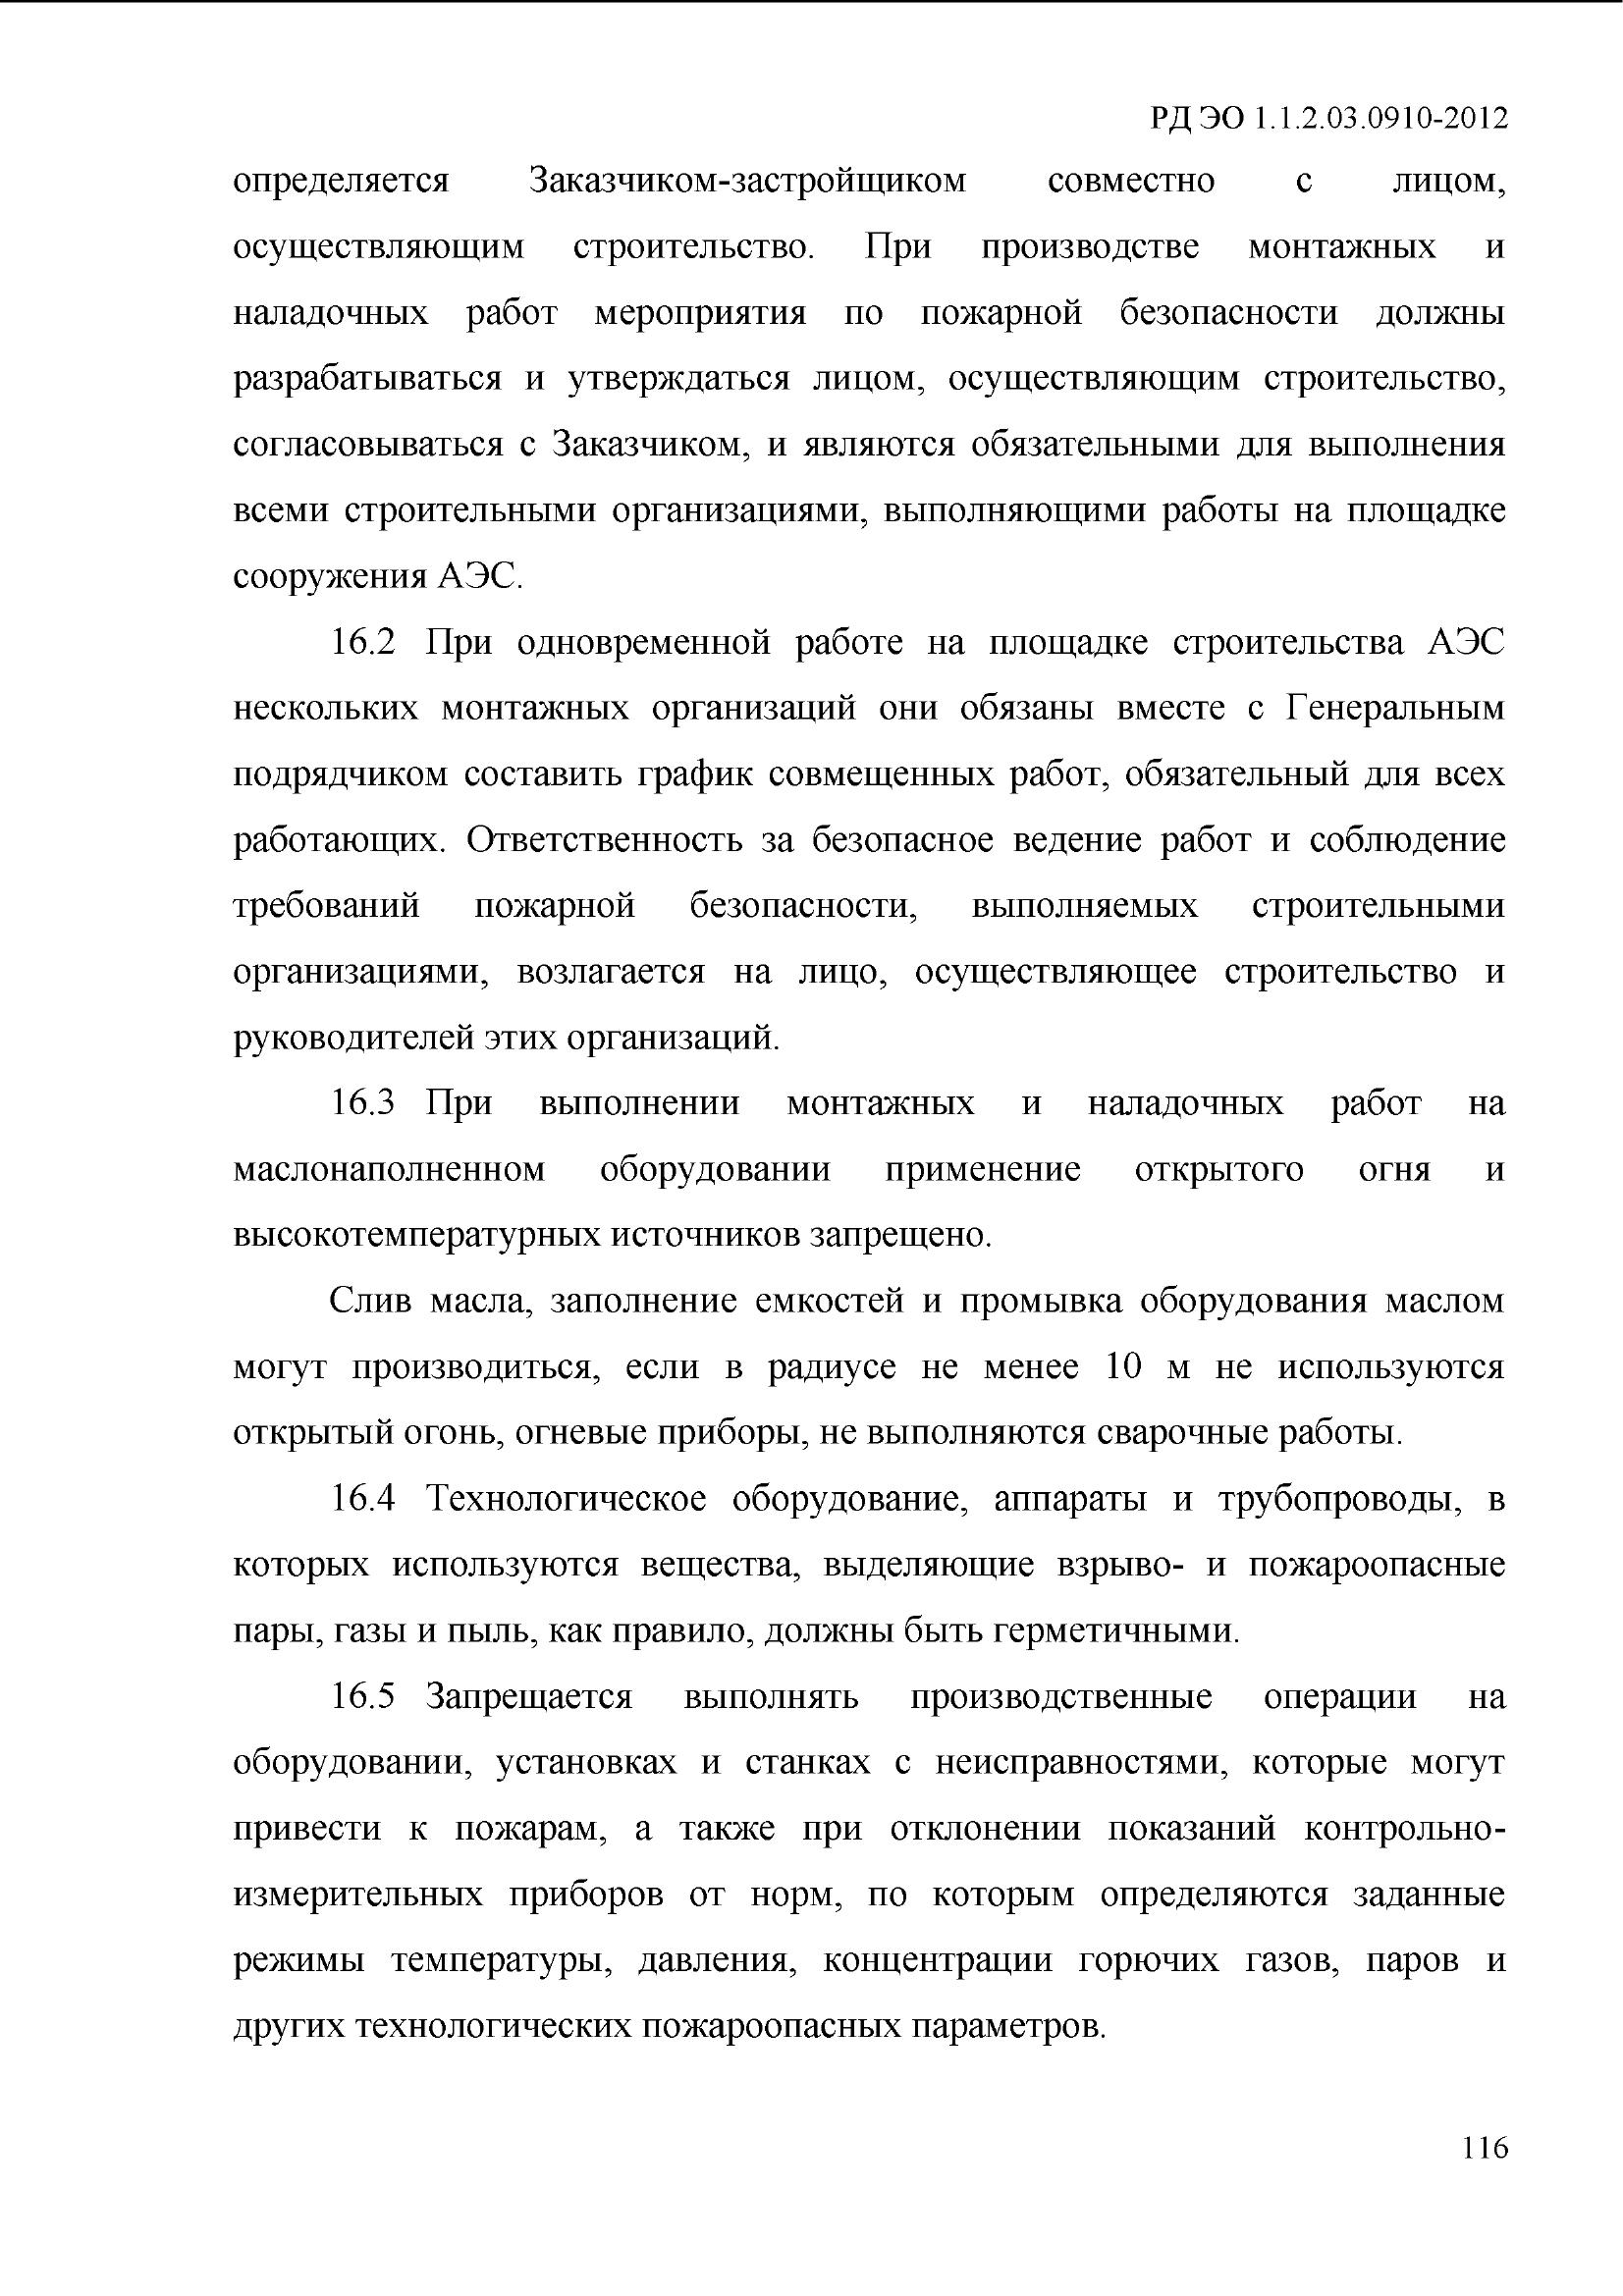 РД ЭО 1.1.2.03.0910-2012
определяется Заказчиком-застройщиком совместно с лицом,
осуществляющим строительство. При производстве монтажных и
наладочных работ мероприятия по пожарной безопасности должны
разрабатываться и утверждаться лицом, осуществляющим строительство,
согласовываться с Заказчиком, и являются обязательными для выполнения
всеми строительными организациями, выполняющими работы на площадке
сооружения АЭС.
16.2 При одновременной работе на площадке строительства АЭС
нескольких монтажных организаций они обязаны вместе с Генеральным
подрядчиком составить график совмещенных работ, обязательный для всех
работающих. Ответственность за безопасное ведение работ и соблюдение
требований пожарной безопасности, выполняемых строительными
организациями, возлагается на лицо, осуществляющее строительство и
руководителей этих организаций.
16.3 При выполнении монтажных и наладочных работ на
маслонаполненном оборудовании применение открытого огня и
высокотемпературных источников запрещено.
Слив масла, заполнение емкостей и промывка оборудования маслом
могут производиться, если в радиусе не менее 10 м не используются
открытый огонь, огневые приборы, не выполняются сварочные работы.
16.4 Технологическое оборудование, аппараты и трубопроводы, в
которых используются вещества, выделяющие взрыво- и пожароопасные
пары, газы и пыль, как правило, должны быть герметичными.
16.5 Запрещается выполнять производственные операции на
оборудовании, установках и станках с неисправностями, которые могут
привести к пожарам, а также при отклонении показаний контрольно-
измерительных приборов от норм, по которым определяются заданные
режимы температуры, давления, концентрации горючих газов, паров и
других технологических пожароопасных параметров.
116